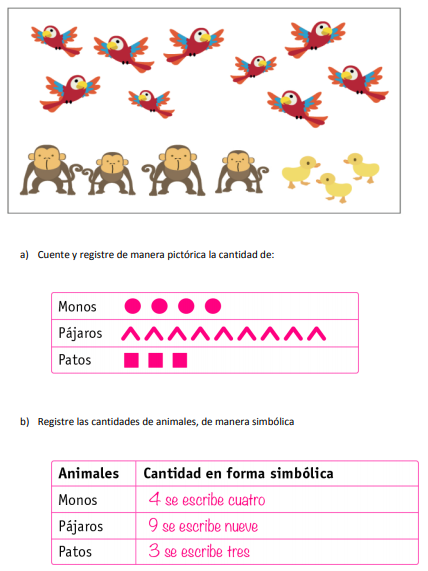 a) Cuente y registre de manera pictórica la cantidad de:
Monos
Pájaros
Patos
b) Registre las cantidades de animales, de manera simbólica
Animales Cantidad en forma simbólica
Monos 4 se escribe cuatro
Pájaros 9 se escribe nueve
Patos 3 se escribe tres